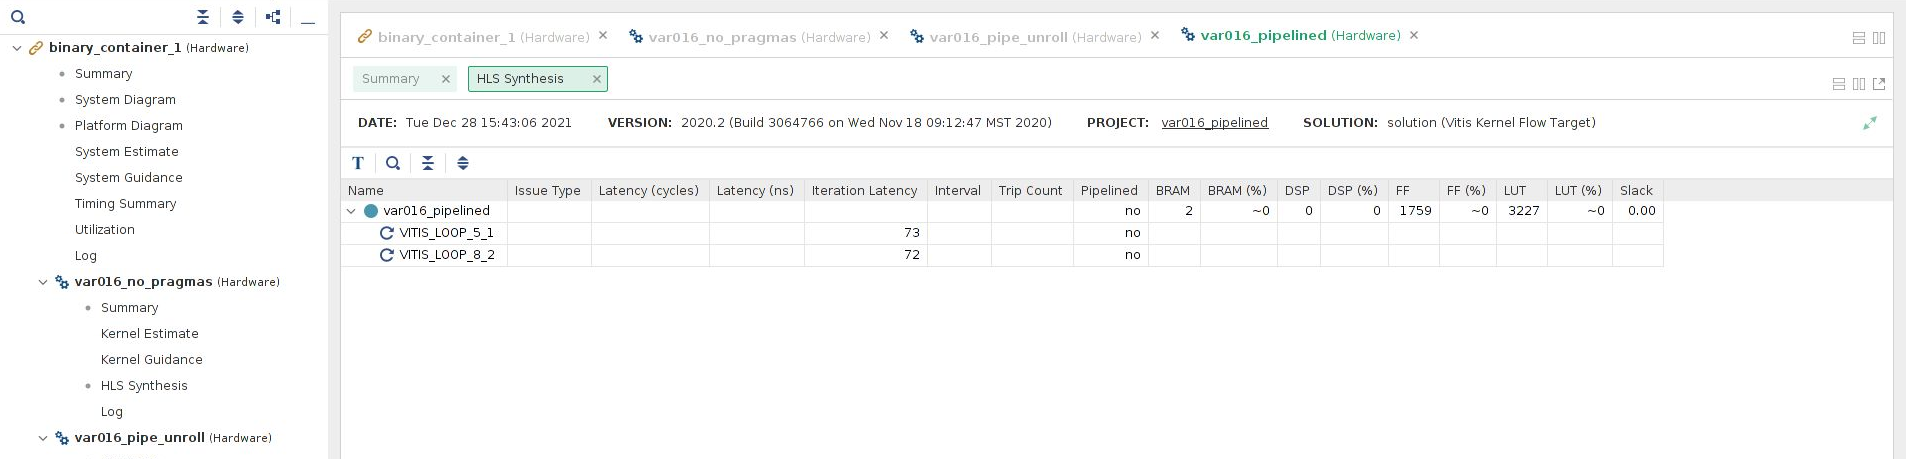 binary_container_1 (Hardware)
Summary
System Diagram
Platform Diagram
System Estimate
System Guidance
Timing Summary
Utilization
Log
var016_no_pragmas (Hardware)
Summary
Kernel Estimate
Kernel Guidance
HLS Synthesis
Log
var016_pipe_unroll (Hardware)
binary_container_1 (Hardware) var016_no_pragmas (Hardware) var016_pipe_unroll (Hardware) var016_pipelined (Hardware)
Summary HLS Synthesis
DATE: Tue Dec 28 15:43:06 2021 VERSION: 2020.2 (Build 3064766 on Wed Nov 18 09:12:47 MST 2020) PROJECT: var016_pipelined SOLUTION: solution (Vitis Kernel Flow Target)
T
Name Issue Type Latency (cycles) Latency (ns) Iteration Latency Interval Trip Count Pipelined BRAM BRAM (%) DSP DSP (%) FF FF (%) LUT LUT (%) Slack
var016_pipelined no 2 ~0 0 0 1759 ~0 3227 ~0 0.00
VITIS_LOOP_5_1 73 no
VITIS_LOOP_8_2 72 no